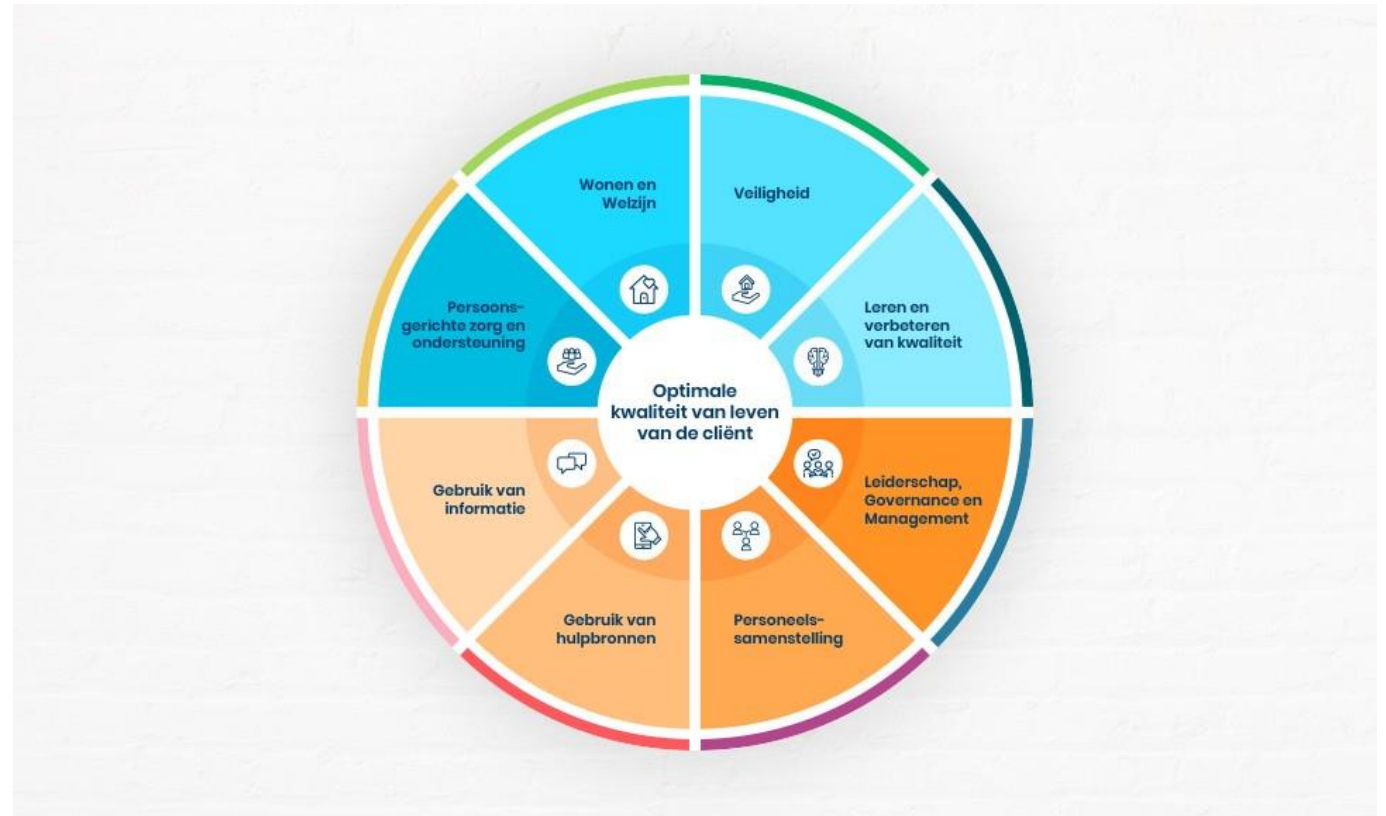 Wonen en
Welzijn
Veiligheid
Persoons-
gerichte zorg en
ondersteuning
Leren en
verbeteren
van kwaliteit
Optimale
kwaliteit van leven
van de cliënt
Gebruik van
informatie
Leiderschap,
Governance en
Management
Gebruik van
hulpbronnen
Personeels-
samenstelling